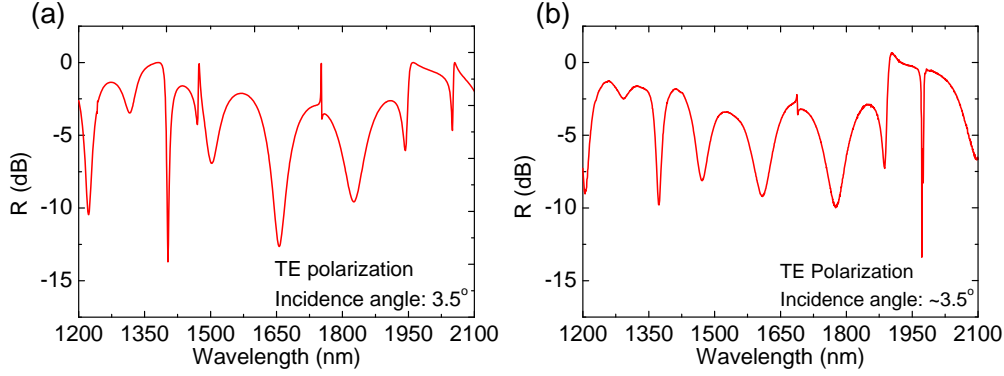 (a)
0
-5
-10
-15
R (dB)
TE polarization
Incidence angle: 3.5°
1200 1350 1500 1650 1800 1950 2100
Wavelength (nm)
(b)
0
-5
-10
-15
R (dB)
TE Polarization
Incidence angle: ~3.5°
1200 1350 1500 1650 1800 1950 2100
Wavelength (nm)